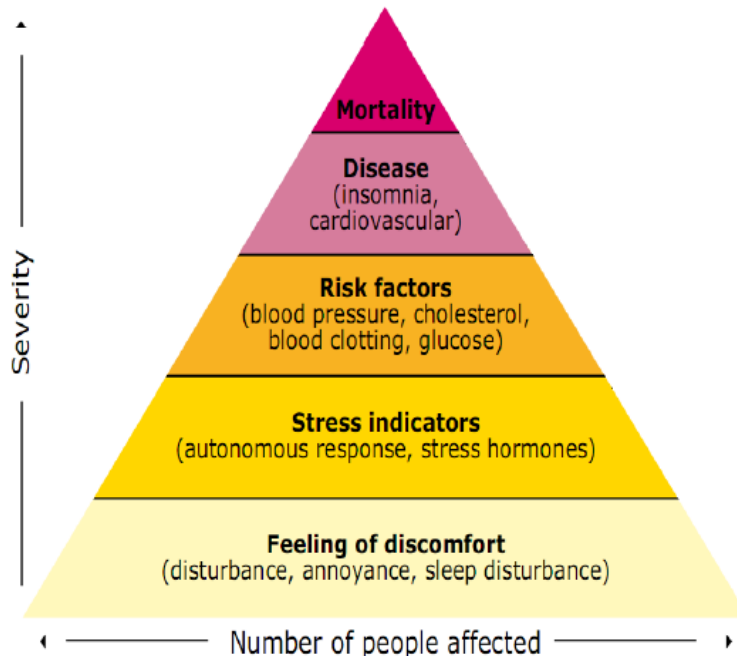 Mortality
Disease
(insomnia,
cardiovascular)
Risk factors
(blood pressure, cholesterol,
blood clotting, glucose)
Stress indicators
(autonomous response, stress hormones)
Feeling of discomfort
(disturbance, annoyance, sleep disturbance)
Severity
Number of people affected